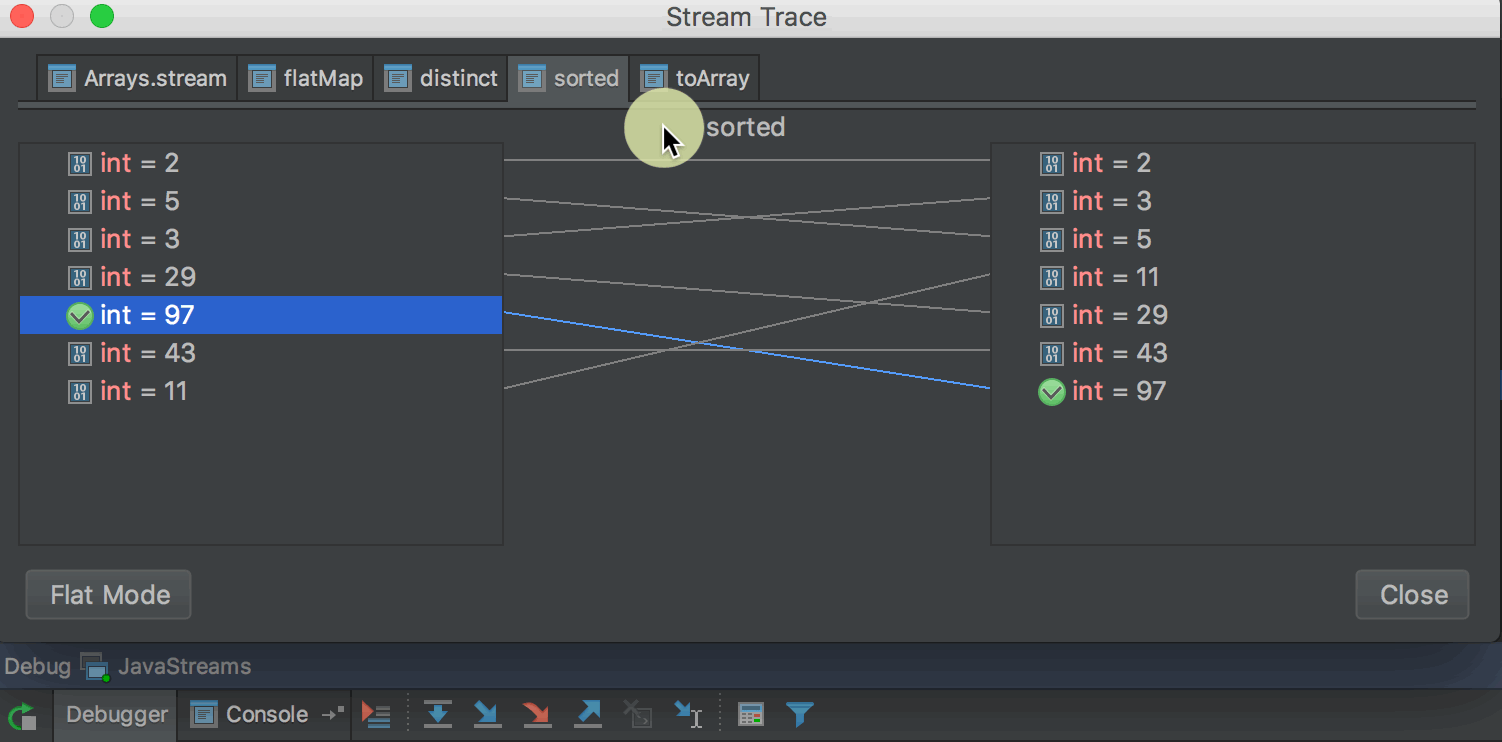 Stream Trace
Arrays.stream flatMap distinct sorted toArray
sorted
int = 2
int = 5
int = 3
int = 29
int = 97
int = 43
int = 11
int = 2
int = 3
int = 5
int = 11
int = 29
int = 43
int = 97
Flat Mode
Close
Debug JavaStreams
Debugger Console